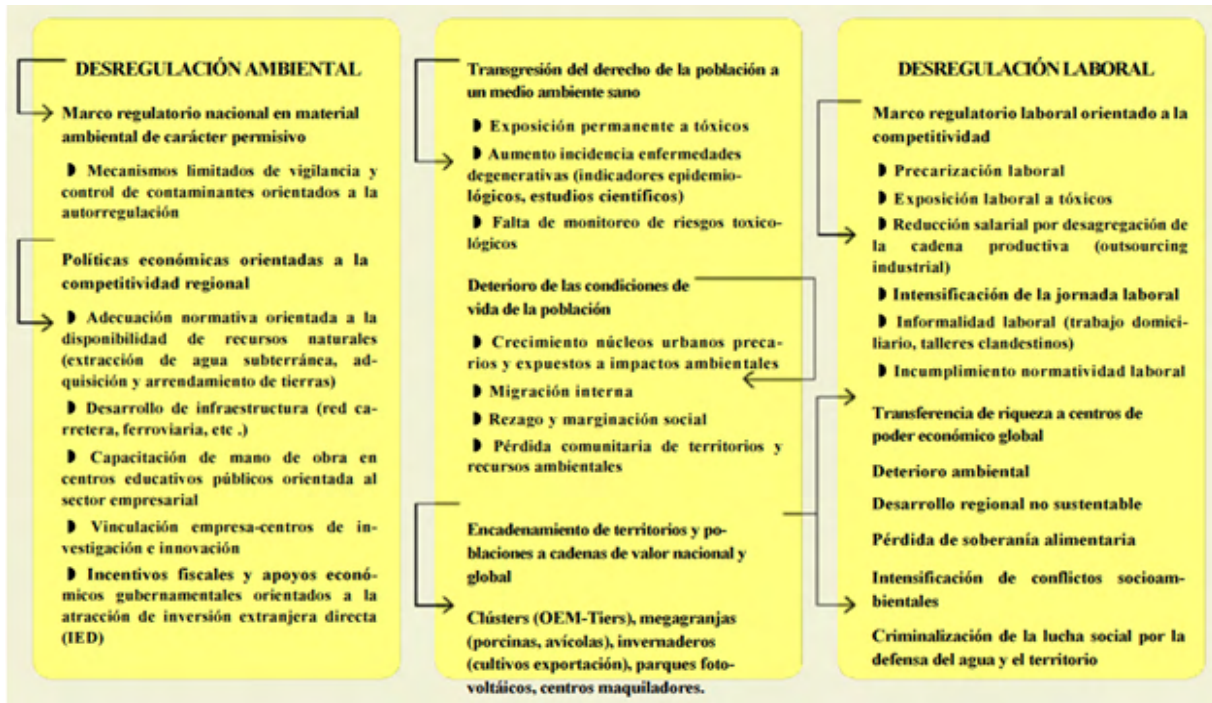 DESREGULACIÓN AMBIENTAL
Marco regulatorio nacional en material
ambiental de carácter permisivo
◗ Mecanismos limitados de vigilancia y
control de contaminantes orientados a la
autorregulación
Políticas económicas orientadas a la
competitividad regional
◗ Adecuación normativa orientada a la
disponibilidad de recursos naturales
(extracción de agua subterránea, ad-
quisición y arrendamiento de tierras)
◗ Desarrollo de infraestructura (red ca-
rretera, ferroviaria, etc .)
◗ Capacitación de mano de obra en
centros educativos públicos orientada al
sector empresarial
◗ Vinculación empresa-centros de in-
vestigación e innovación
◗ Incentivos fiscales y apoyos econó-
micos gubernamentales orientados a la
atracción de inversión extranjera directa
(IED)
Transgresión del derecho de la población a
un medio ambiente sano
◗ Exposición permanente a tóxicos
◗ Aumento incidencia enfermedades
degenerativas (indicadores epidemio-
lógicos, estudios científicos)
◗ Falta de monitoreo de riesgos toxico-
lógicos
Deterioro de las condiciones de
vida de la población
◗ Crecimiento núcleos urbanos preca-
rios y expuestos a impactos ambientales
◗ Migración interna
◗ Rezago y marginación social
◗ Pérdida comunitaria de territorios y
recursos ambientales
Encadenamiento de territorios y po-
blaciones a cadenas de valor nacional y
global
Clústers (OEM-Tiers), megagranjas
(porcinas, avícolas), invernaderos
(cultivos exportación), parques foto-
voltáicos, centros maquiladores.
DESREGULACIÓN LABORAL
Marco regulatorio laboral orientado a la
competitividad
◗ Precarización laboral
◗ Exposición laboral a tóxicos
◗ Reducción salarial por desagregación de
la cadena productiva (outsourcing
industrial)
◗ Intensificación de la jornada laboral
◗ Informalidad laboral (trabajo domici-
liario, talleres clandestinos)
◗ Incumplimiento normatividad laboral
Transferencia de riqueza a centros de
poder económico global
Deterioro ambiental
Desarrollo regional no sustentable
Pérdida de soberanía alimentaria
Intensificación de conflictos socioam-
bientales
Criminalización de la lucha social por la
defensa del agua y el territorio